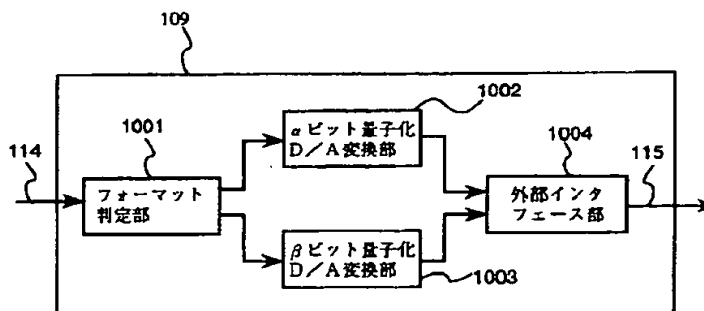 109
114
1001
フォーマット
判定部
1002
αビット量子化
D/A変換部
βビット量子化
D/A変換部
1003
1004
外部インタ
フェース部
115